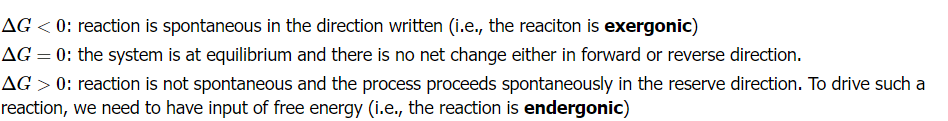 ΔG < 0: reaction is spontaneous in the direction written (i.e., the reaciton is exergonic)
ΔG = 0: the system is at equilibrium and there is no net change either in forward or reverse direction.
ΔG > 0: reaction is not spontaneous and the process proceeds spontaneously in the reserve direction. To drive such a
reaction, we need to have input of free energy (i.e., the reaction is endergonic)